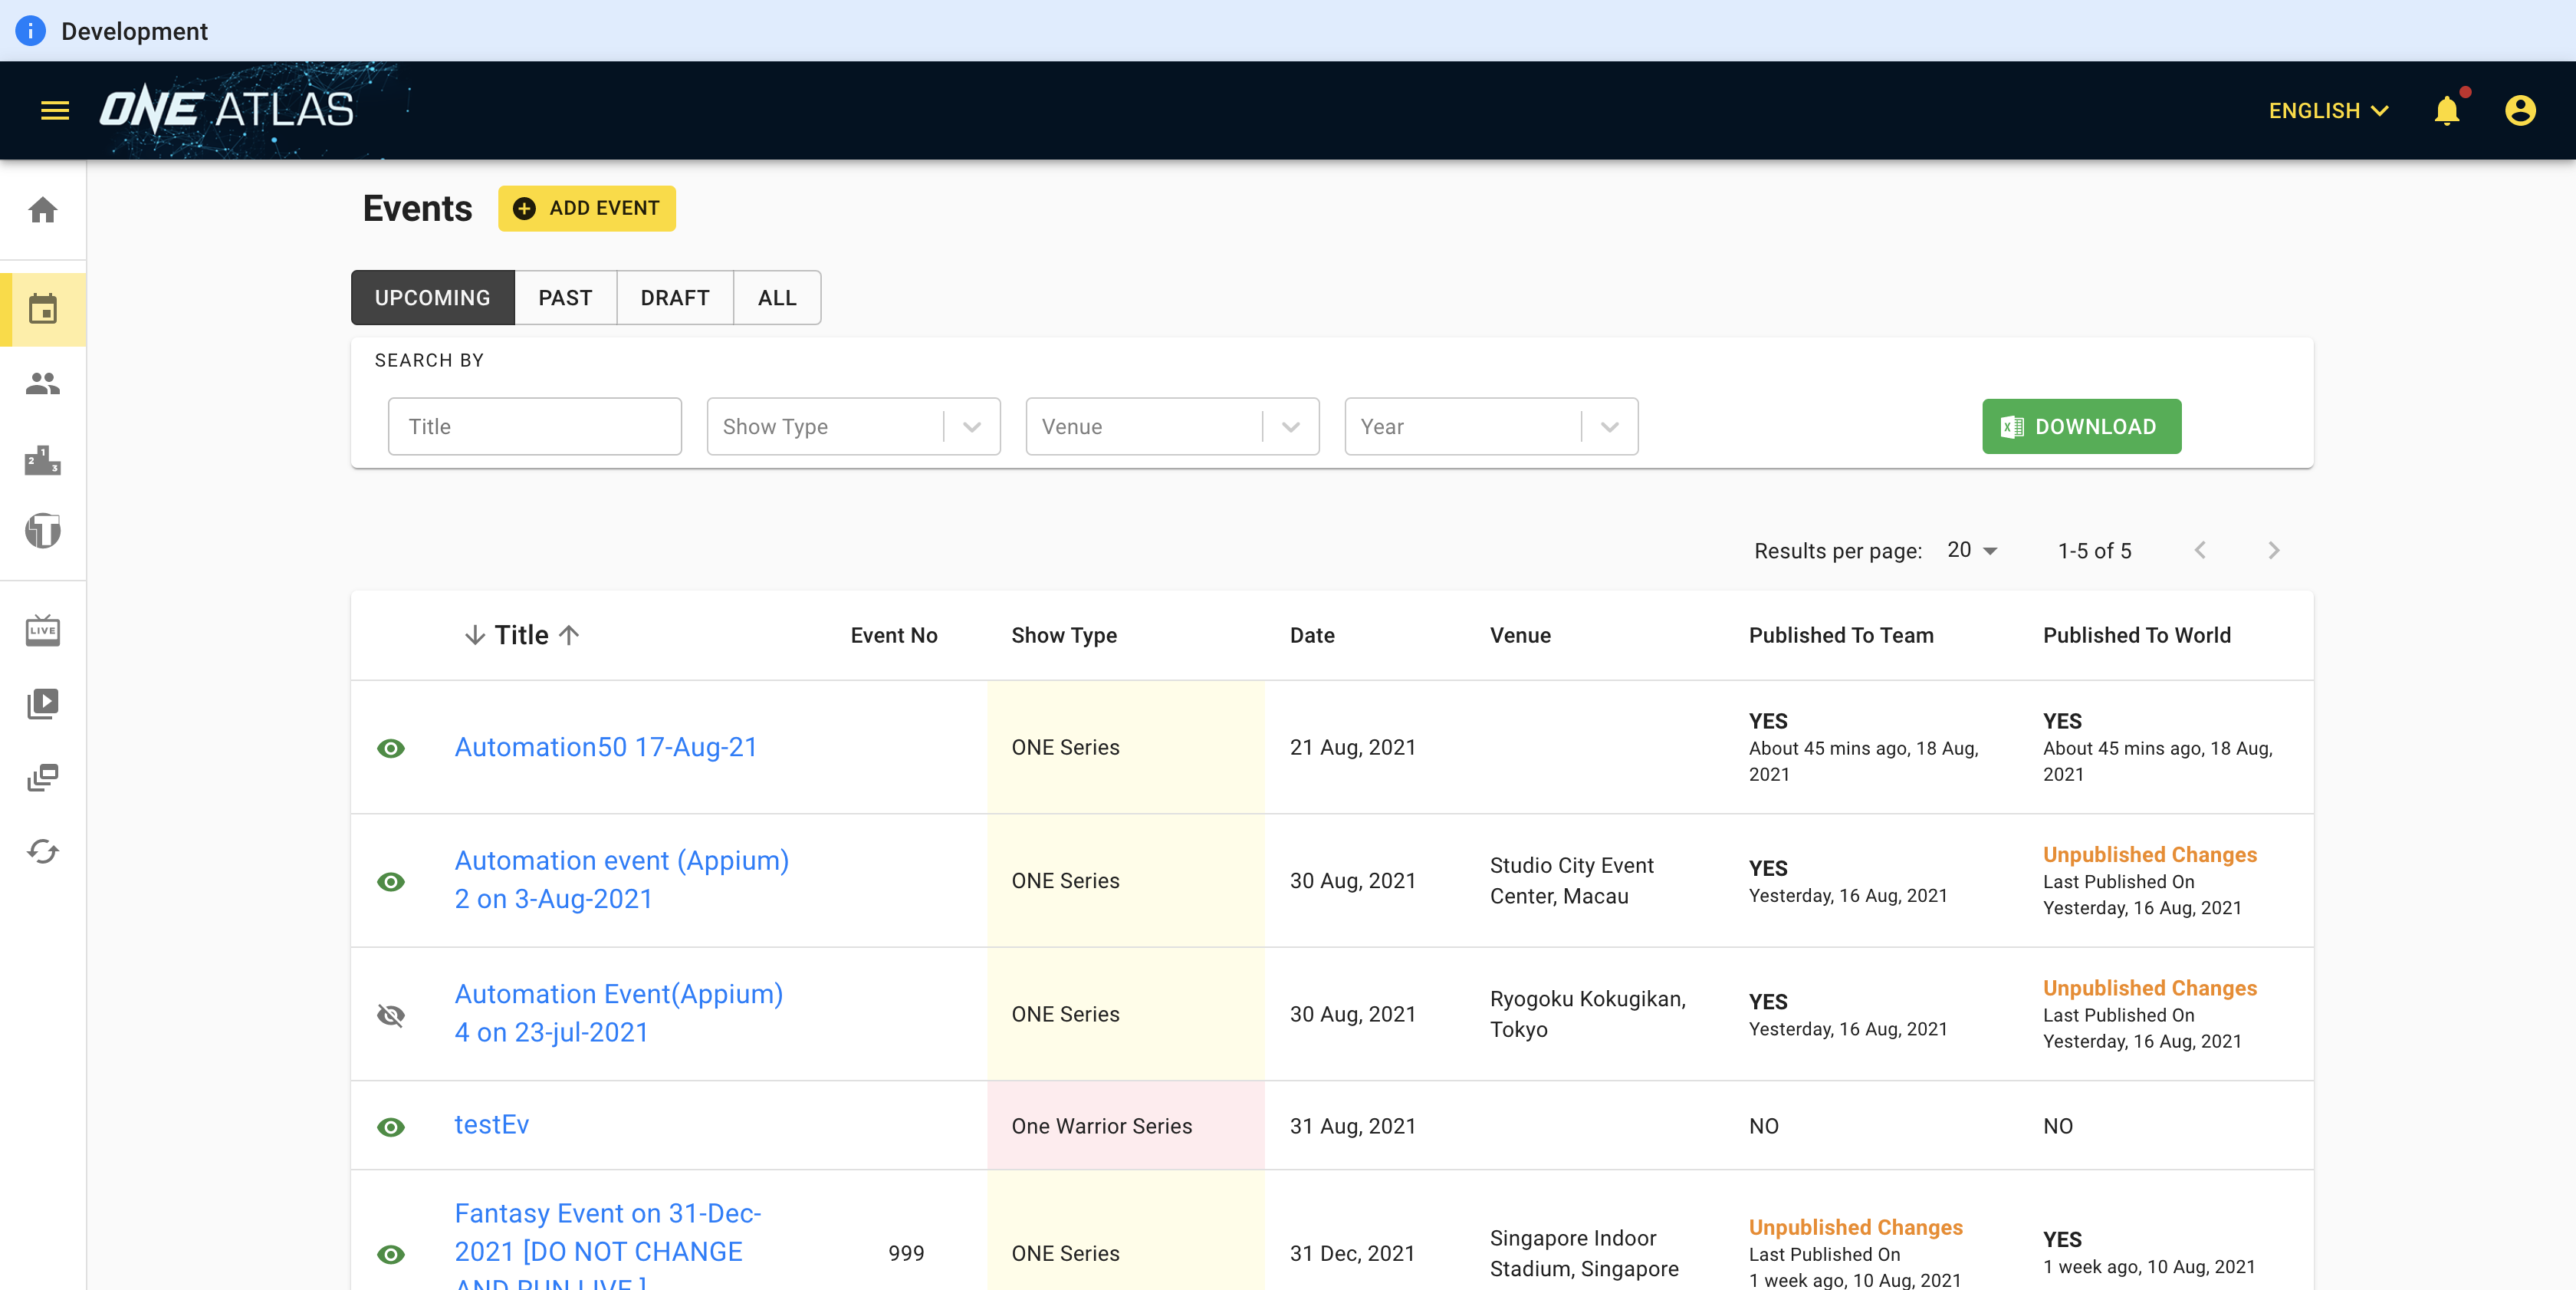 Development
ONE ATLAS
ENGLISH
Events
ADD EVENT
UPCOMING
PAST
DRAFT
ALL
SEARCH BY
Title
Show Type
Venue
Year
DOWNLOAD
1
2
3
T
LIVE
Results per page: 20 1-5 of 5
Title
Event No
Show Type
Date
Venue
Published To Team
Published To World
Automation50 17-Aug-21
ONE Series
21 Aug, 2021
YES
About 45 mins ago, 18 Aug,
2021
YES
About 45 mins ago, 18 Aug,
2021
Automation event (Appium)
2 on 3-Aug-2021
ONE Series
30 Aug, 2021
Studio City Event
Center, Macau
YES
Yesterday, 16 Aug, 2021
Unpublished Changes
Last Published On
Yesterday, 16 Aug, 2021
Automation Event(Appium)
4 on 23-jul-2021
ONE Series
30 Aug, 2021
Ryogoku Kokugikan,
Tokyo
YES
Yesterday, 16 Aug, 2021
Unpublished Changes
Last Published On
Yesterday, 16 Aug, 2021
testEv
One Warrior Series
31 Aug, 2021
NO
NO
Fantasy Event on 31-Dec-
2021 [DO NOT CHANGE
AND RUN LIVE ]
999
ONE Series
31 Dec, 2021
Singapore Indoor
Stadium, Singapore
Unpublished Changes
Last Published On
1 week ago, 10 Aug, 2021
YES
1 week ago, 10 Aug, 2021